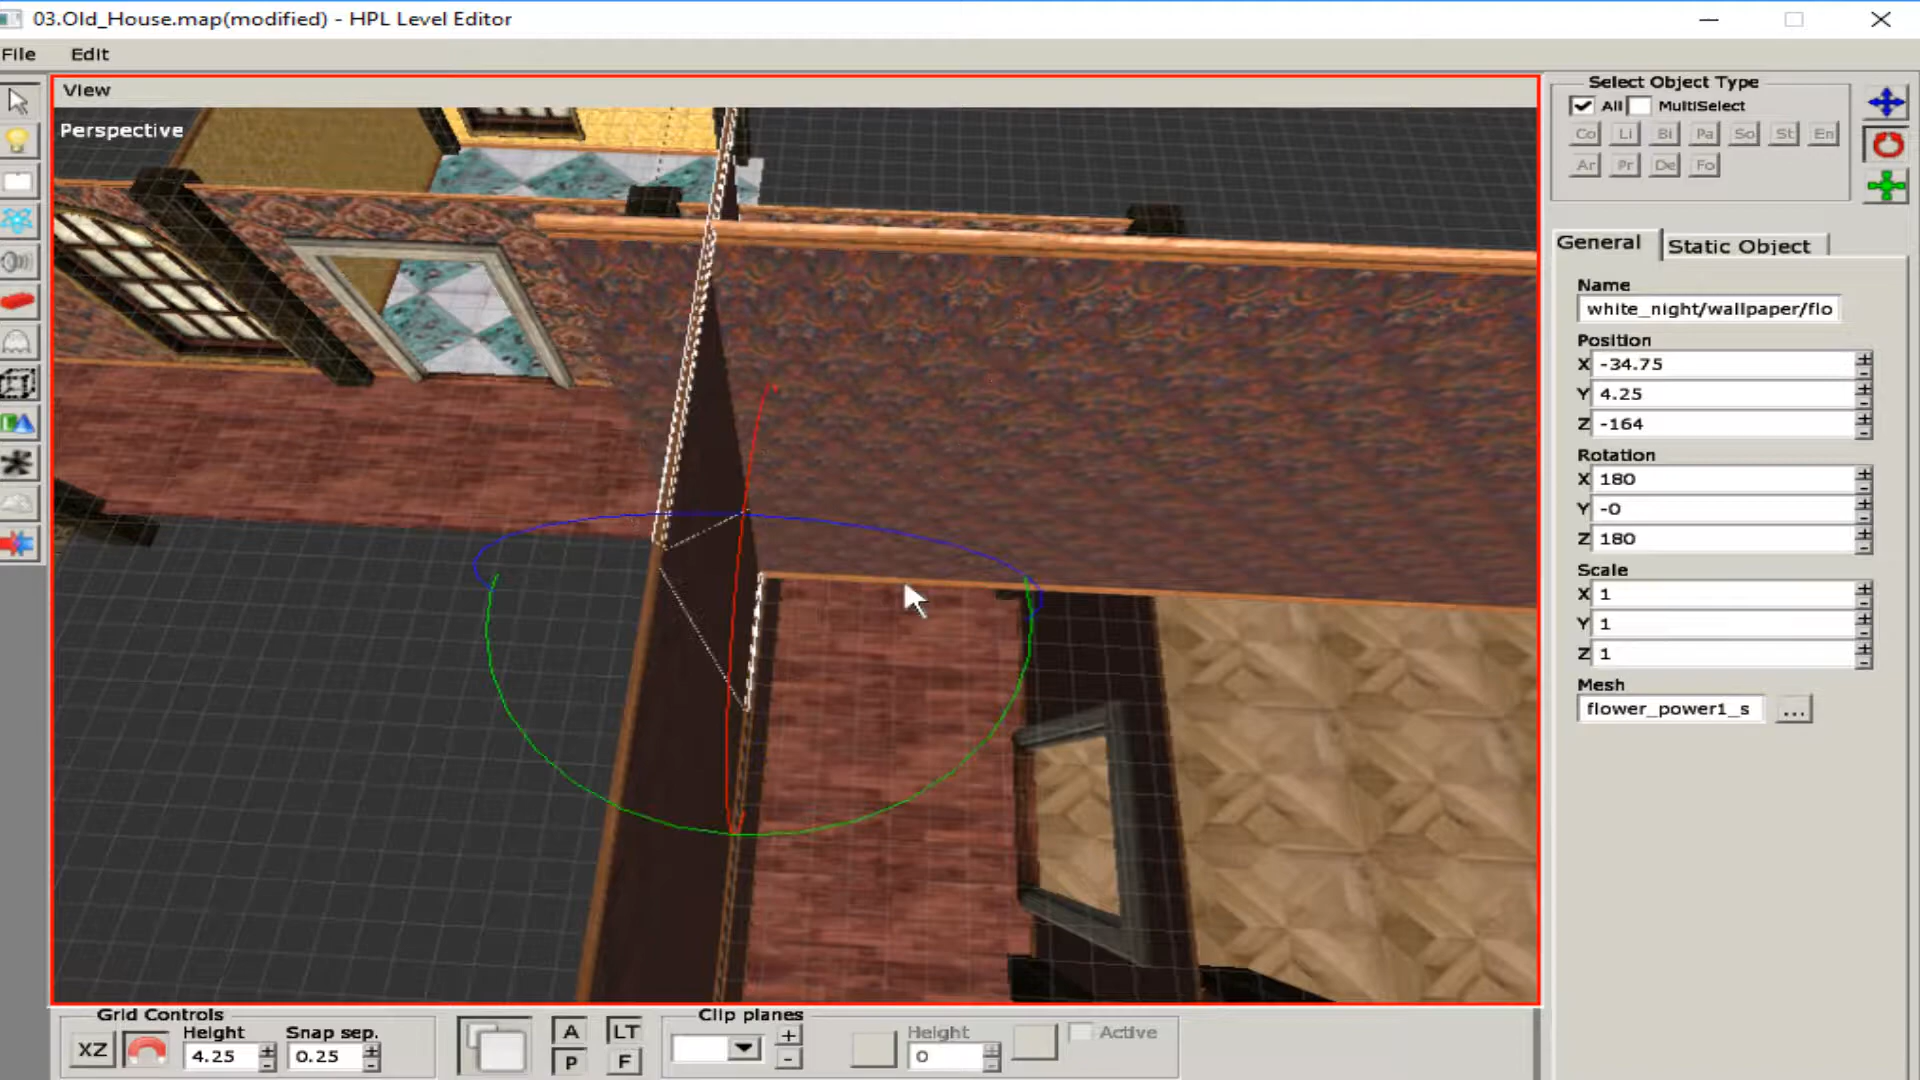 03.Old_House.map(modified) - HPL Level Editor
File Edit
View
Perspective
Select Object Type
All MultiSelect
Co Li Bi Pa So St En
Ar Pr De Fo
General Static Object
Name
white_night/wallpaper/flo
Position
X -34.75
Y 4.25
Z -164
Rotation
X 180
Y -0
Z 180
Scale
X 1
Y 1
Z 1
Mesh
flower_power1_s ...
Grid Controls
XZ Height 4.25 Snap sep. 0.25
A LT
P F
Clip planes
+
-
Height
0
Active